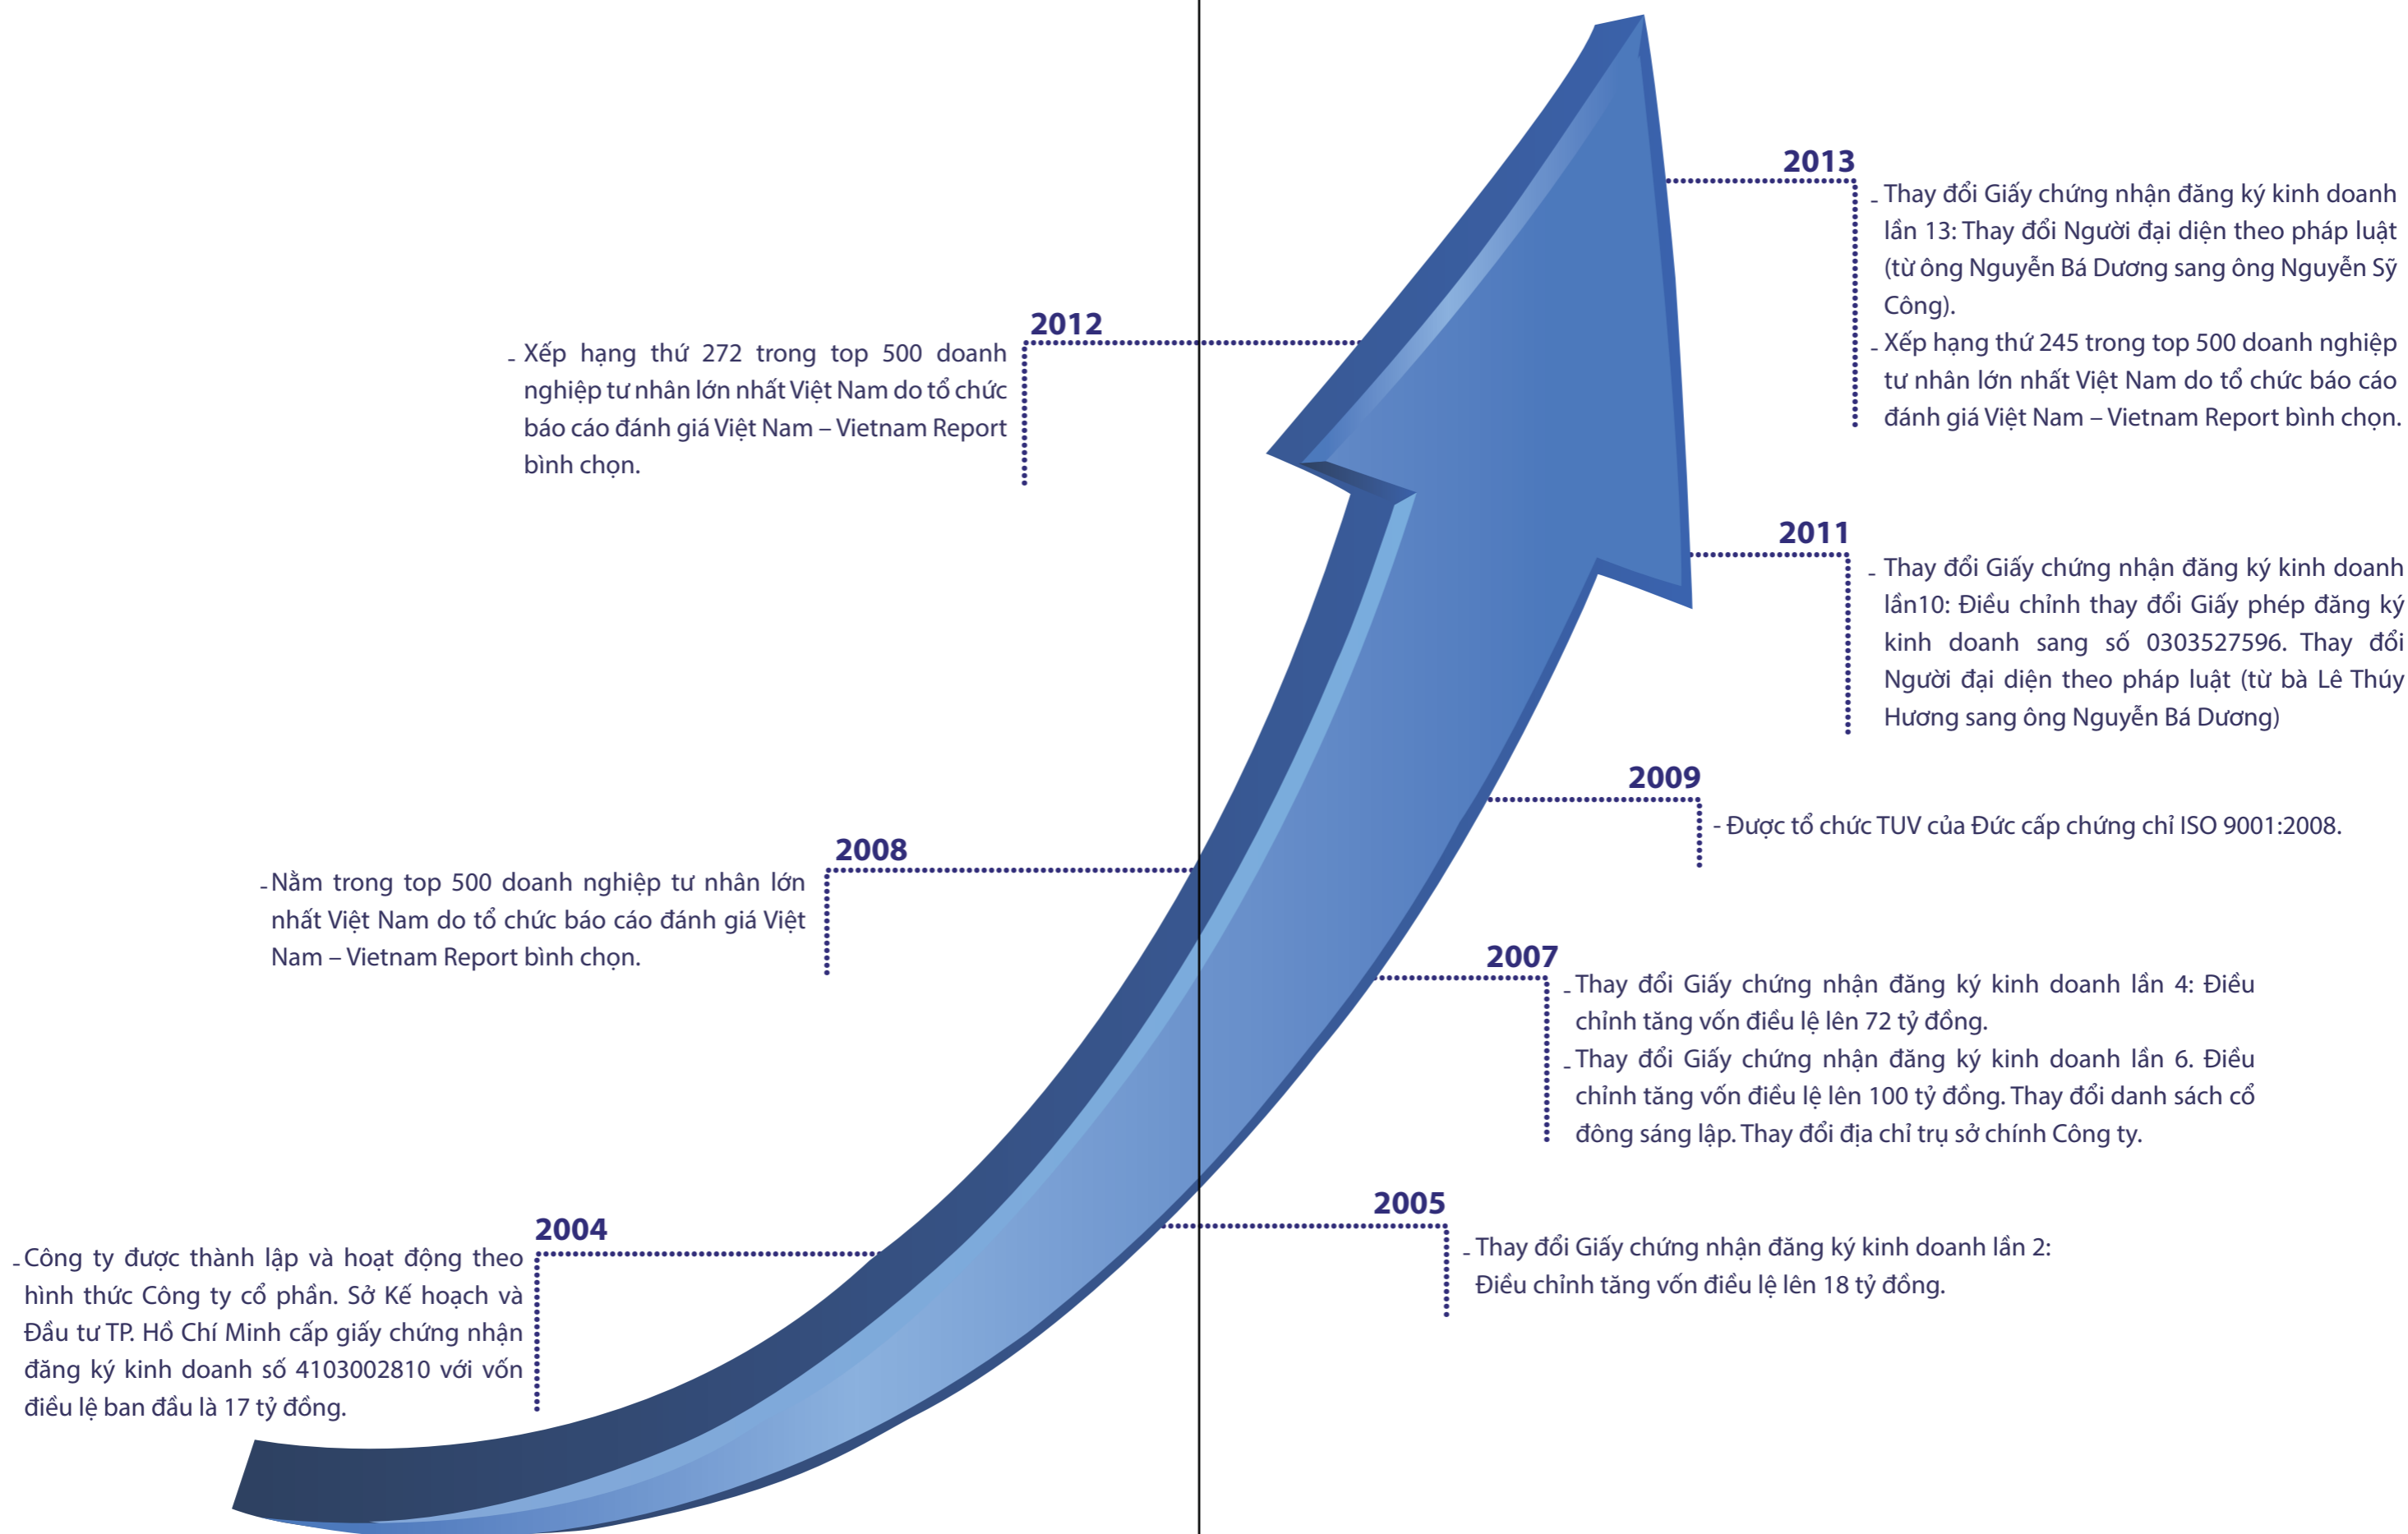 2013
- Thay đổi Giấy chứng nhận đăng ký kinh doanh
lần 13: Thay đổi Người đại diện theo pháp luật
(từ ông Nguyễn Bá Dương sang ông Nguyễn Sỹ
Công).
- Xếp hạng thứ 245 trong top 500 doanh nghiệp
tư nhân lớn nhất Việt Nam do tổ chức báo cáo
đánh giá Việt Nam – Vietnam Report bình chọn.
2012
- Xếp hạng thứ 272 trong top 500 doanh
nghiệp tư nhân lớn nhất Việt Nam do tổ chức
báo cáo đánh giá Việt Nam – Vietnam Report
bình chọn.
2011
- Thay đổi Giấy chứng nhận đăng ký kinh doanh
lần10: Điều chỉnh thay đổi Giấy phép đăng ký
kinh doanh sang số 0303527596. Thay đổi
Người đại diện theo pháp luật (từ bà Lê Thúy
Hương sang ông Nguyễn Bá Dương)
2009
- Được tổ chức TUV của Đức cấp chứng chỉ ISO 9001:2008.
2008
- Nằm trong top 500 doanh nghiệp tư nhân lớn
nhất Việt Nam do tổ chức báo cáo đánh giá Việt
Nam – Vietnam Report bình chọn.
2007
- Thay đổi Giấy chứng nhận đăng ký kinh doanh lần 4: Điều
chỉnh tăng vốn điều lệ lên 72 tỷ đồng.
- Thay đổi Giấy chứng nhận đăng ký kinh doanh lần 6. Điều
chỉnh tăng vốn điều lệ lên 100 tỷ đồng. Thay đổi danh sách cổ
đông sáng lập. Thay đổi địa chỉ trụ sở chính Công ty.
2005
- Thay đổi Giấy chứng nhận đăng ký kinh doanh lần 2:
Điều chỉnh tăng vốn điều lệ lên 18 tỷ đồng.
2004
- Công ty được thành lập và hoạt động theo
hình thức Công ty cổ phần. Sở Kế hoạch và
Đầu tư TP. Hồ Chí Minh cấp giấy chứng nhận
đăng ký kinh doanh số 4103002810 với vốn
điều lệ ban đầu là 17 tỷ đồng.